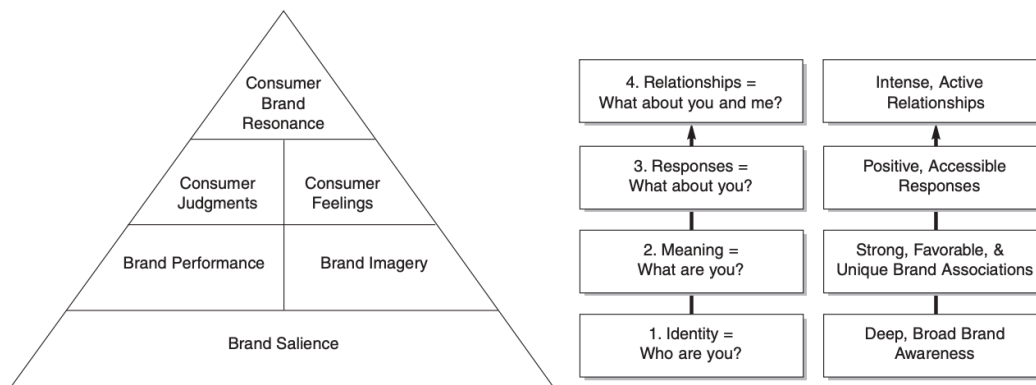 Consumer
Brand
Resonance
Consumer
Judgments
Consumer
Feelings
Brand Performance
Brand Imagery
Brand Salience
4. Relationships =
What about you and me?
Intense, Active
Relationships
3. Responses =
What about you?
Positive, Accessible
Responses
2. Meaning =
What are you?
Strong, Favorable, &
Unique Brand Associations
1. Identity =
Who are you?
Deep, Broad Brand
Awareness